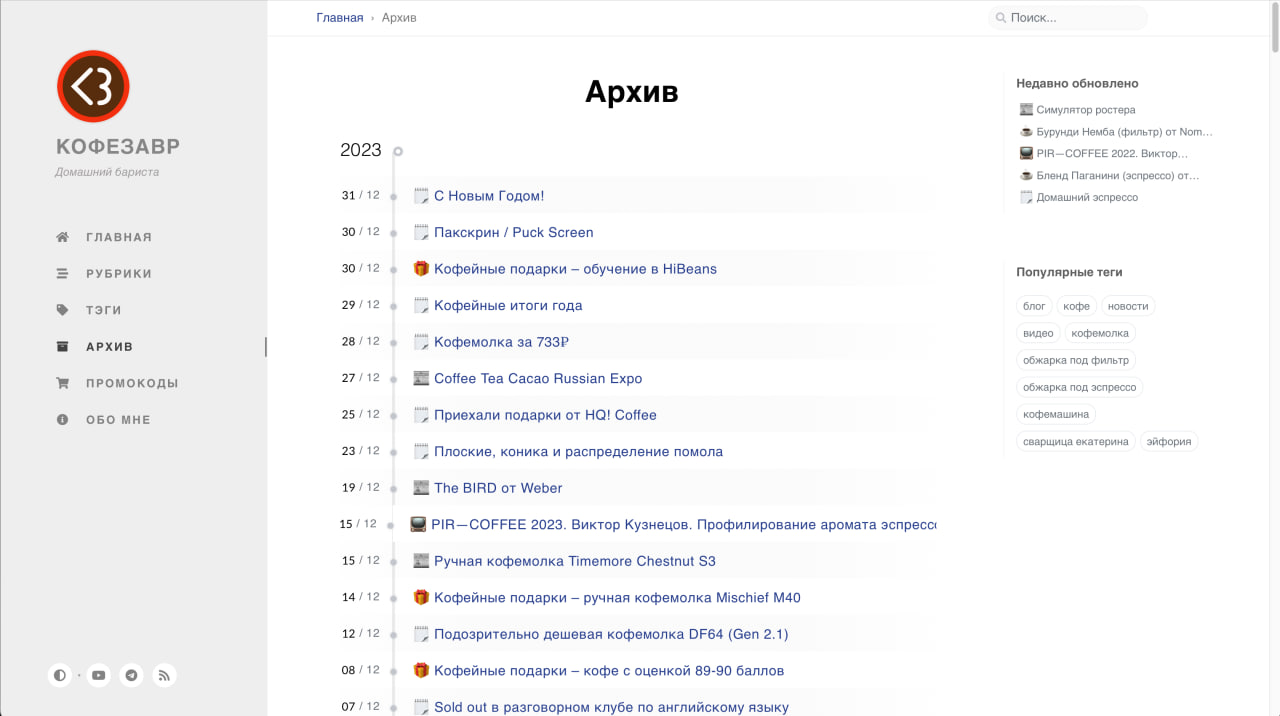 КОФЕЗАВР
Домашний бариста
ГЛАВНАЯ
РУБРИКИ
ТЭГИ
АРХИВ
ПРОМОКОДЫ
ОБО МНЕ
Главная › Архив
Поиск...
Архив
2023
31 / 12 С Новым Годом!
30 / 12 Пакскрин / Puck Screen
30 / 12 Кофейные подарки – обучение в HiBeans
29 / 12 Кофейные итоги года
28 / 12 Кофемолка за 733₽
27 / 12 Coffee Tea Cacao Russian Expo
25 / 12 Приехали подарки от HQ! Coffee
23 / 12 Плоские, коника и распределение помола
19 / 12 The BIRD от Weber
15 / 12 PIR—COFFEE 2023. Виктор Кузнецов. Профилирование аромата эспрессо
15 / 12 Ручная кофемолка Timemore Chestnut S3
14 / 12 Кофейные подарки – ручная кофемолка Mischief M40
12 / 12 Подозрительно дешевая кофемолка DF64 (Gen 2.1)
08 / 12 Кофейные подарки – кофе с оценкой 89-90 баллов
07 / 12 Sold out в разговорном клубе по английскому языку
Недавно обновлено
Симулятор ростера
Бурунди Немба (фильтр) от Nom...
PIR—COFFEE 2022. Виктор...
Бленд Паганини (эспрессо) от...
Домашний эспрессо
Популярные теги
блог кофе новости
видео кофемолка
обжарка под фильтр
обжарка под эспрессо
кофемашина
сварщица екатерина эйфория